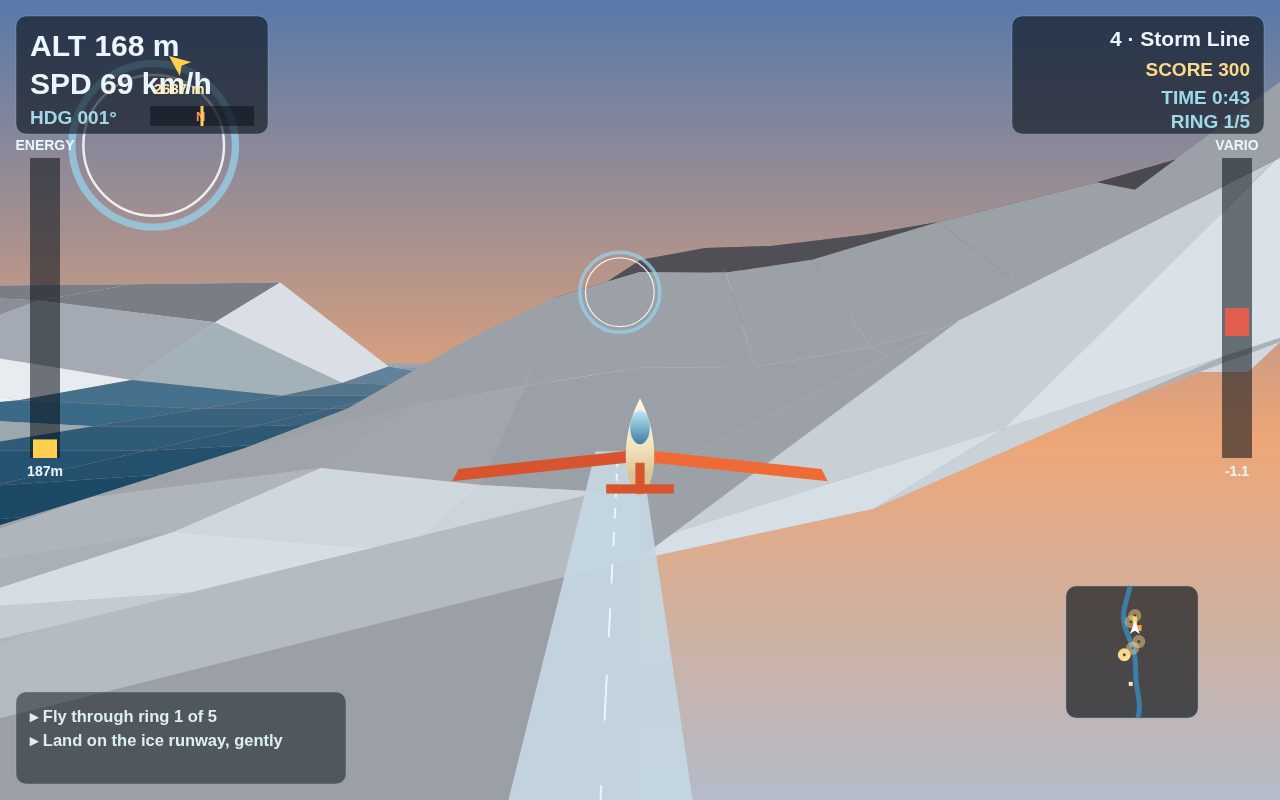 ALT 168 m
SPD 69 km/h
HDG 001°
N
ENERGY
187m
4 · Storm Line
SCORE 300
TIME 0:43
RING 1/5
VARIO
-1.1
▸ Fly through ring 1 of 5
▸ Land on the ice runway, gently